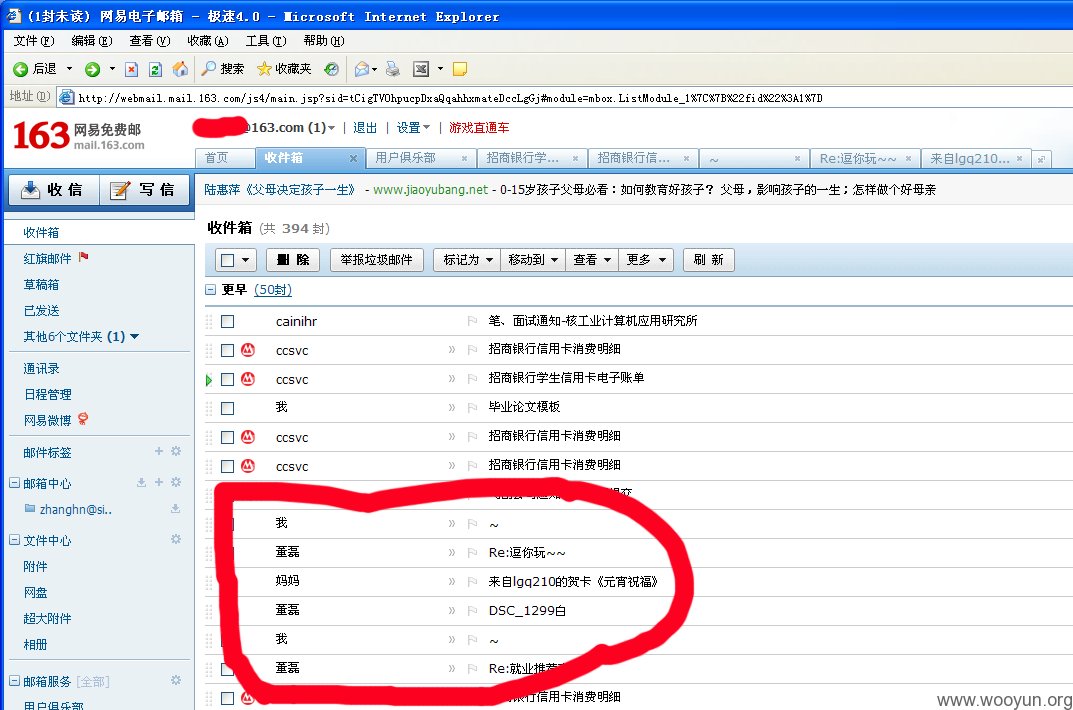 (1封未读) 网易电子邮箱 - 极速4.0 - Microsoft Internet Explorer
文件(F) 编辑(E) 查看(V) 收藏(A) 工具(T) 帮助(H)
后退 搜索 收藏夹
地址(D) http://webmail.mail.163.com/js4/main.jsp?sid=tCigTVOhpucpDxaQqahhxmateDccLgGj#module=mbox.ListModule_1%7C%7B%22fid%22%3A1%7D
163 网易免费邮 mail.163.com
@163.com (1) | 退出 | 设置 | 游戏直通车
首页 收件箱 用户俱乐部 招商银行学... 招商银行信... ~ Re:逗你玩~~ 来自lgq210...
收 信 写 信
陆惠萍《父母决定孩子一生》 - www.jiaoyubang.net - 0-15岁孩子父母必看：如何教育好孩子？父母，影响孩子的一生；怎样做个好母亲
收件箱
红旗邮件
草稿箱
已发送
其他6个文件夹 (1)
通讯录
日程管理
网易微博
邮件标签
邮箱中心
zhanghn@si..
文件中心
附件
网盘
超大附件
相册
邮箱服务 [全部]
用户俱乐部
收件箱 (共 394 封)
删 除 举报垃圾邮件 标记为 移动到 查看 更多 刷 新
更早 (50封)
cainihr 笔、面试通知-核工业计算机应用研究所
ccsvc » 招商银行信用卡消费明细
ccsvc » 招商银行学生信用卡电子账单
我 » 毕业论文模板
ccsvc » 招商银行信用卡消费明细
ccsvc » 招商银行信用卡消费明细
我 » ~
董磊 » Re:逗你玩~~
妈妈 » 来自lgq210的贺卡《元宵祝福》
董磊 » DSC_1299白
我 » ~
董磊 » Re:就业推荐
招商银行信用卡消费明细
www.wooyun.org